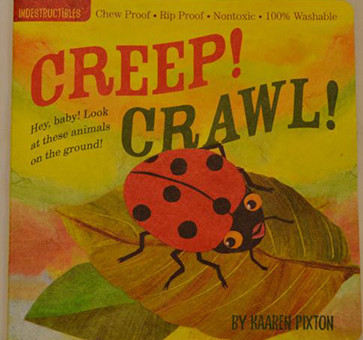 INDESTRUCTIBLES Chew Proof • Rip Proof • Nontoxic • 100% Washable
CREEP!
CRAWL!
Hey, baby! Look
at these animals
on the ground!
BY KAAREN PIXTON